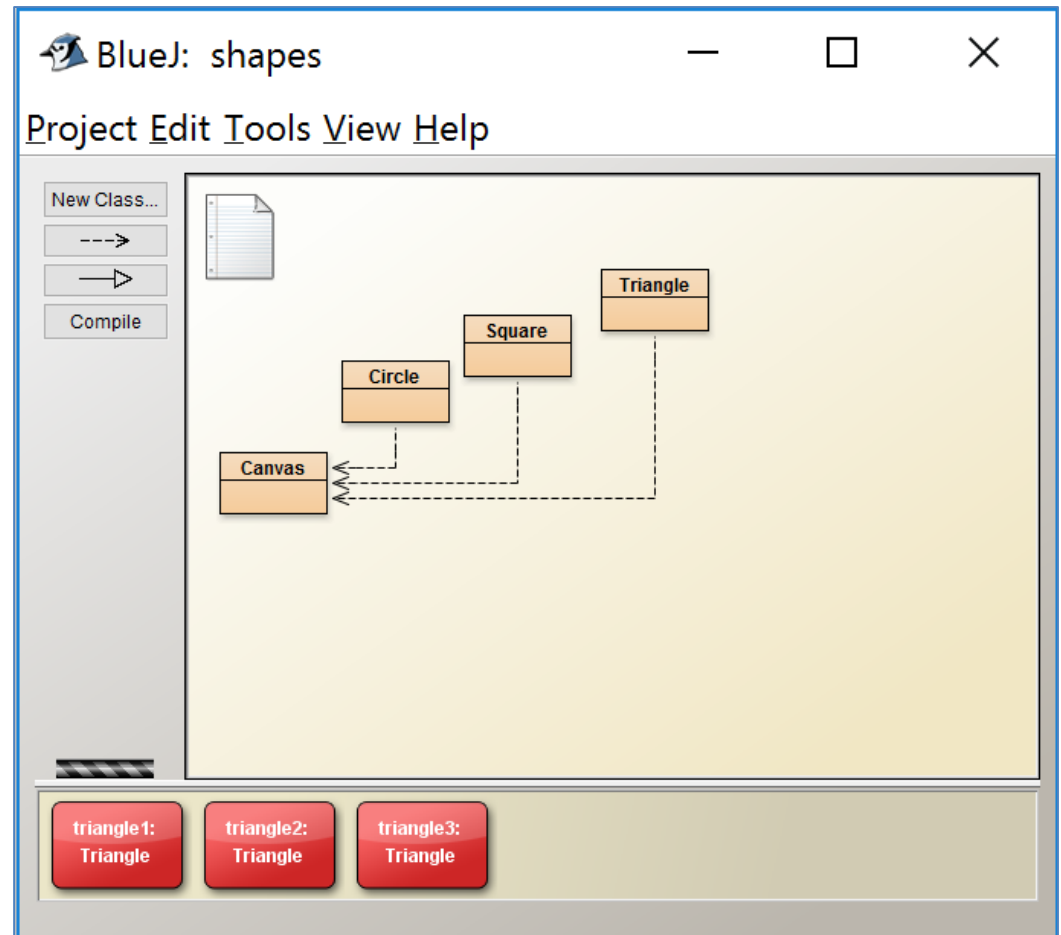 BlueJ: shapes
Project Edit Tools View Help
New Class...
Compile
Triangle
Square
Circle
Canvas
triangle1:
Triangle
triangle2:
Triangle
triangle3:
Triangle